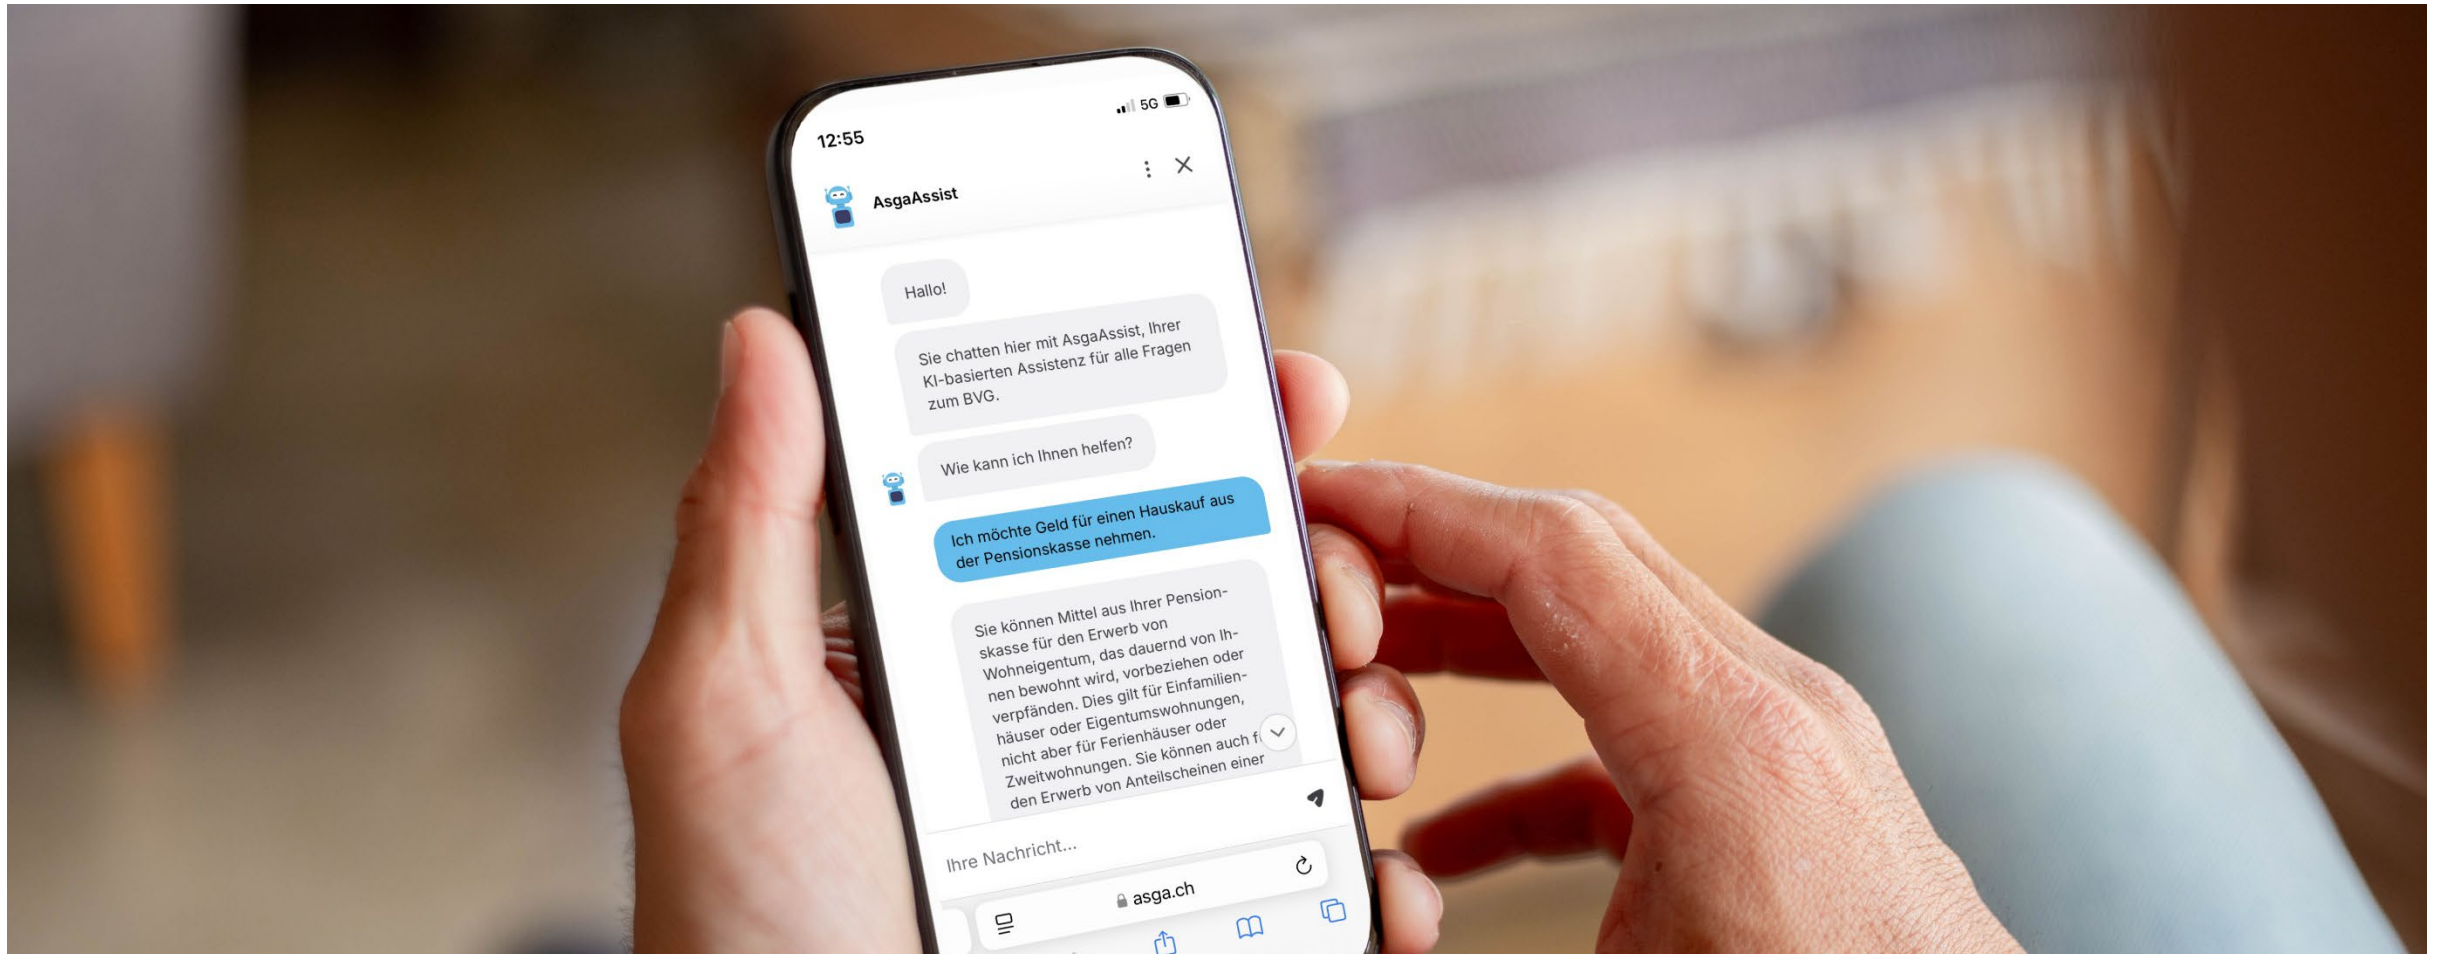 12:55
5G
AsgaAssist
Hallo!
Sie chatten hier mit AsgaAssist, Ihrer
KI-basierten Assistenz für alle Fragen
zum BVG.
Wie kann ich Ihnen helfen?
Ich möchte Geld für einen Hauskauf aus
der Pensionskasse nehmen.
Sie können Mittel aus Ihrer Pension-
skasse für den Erwerb von
Wohneigentum, das dauernd von Ih-
nen bewohnt wird, vorbeziehen oder
verpfänden. Dies gilt für Einfamilien-
häuser oder Eigentumswohnungen,
nicht aber für Ferienhäuser oder
Zweitwohnungen. Sie können auch f
den Erwerb von Anteilscheinen einer
Ihre Nachricht...
asga.ch